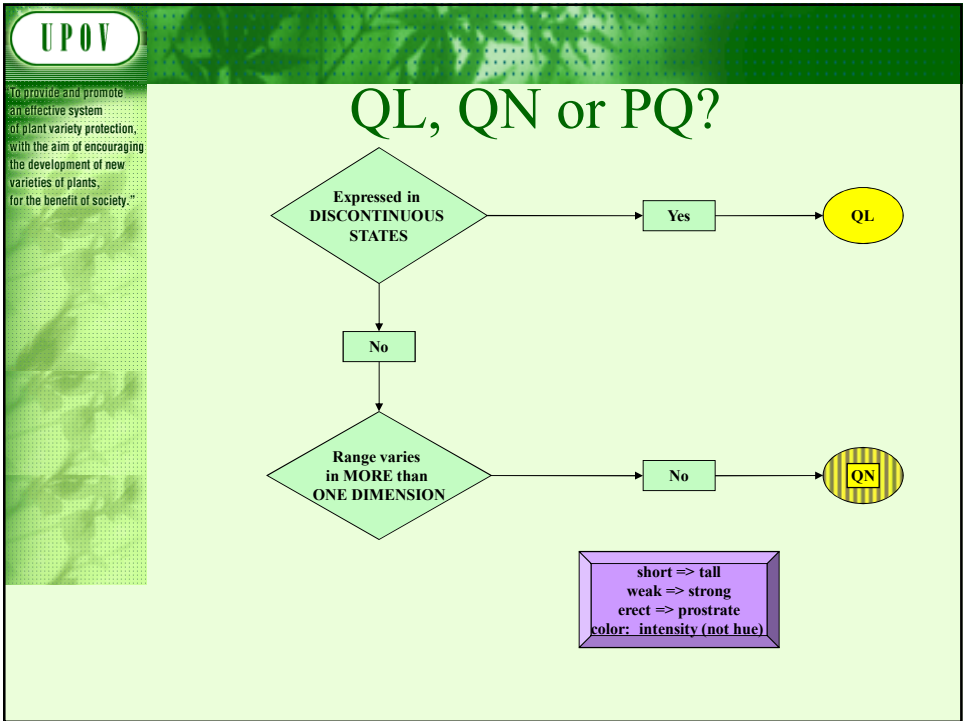 UPOV
To provide and promote
an effective system
of plant variety protection,
with the aim of encouraging
the development of new
varieties of plants,
for the benefit of society."
QL, QN or PQ?
Expressed in
DISCONTINUOUS
STATES
Yes
QL
No
Range varies
in MORE than
ONE DIMENSION
No
QN
short => tall
weak => strong
erect => prostrate
color: intensity (not hue)